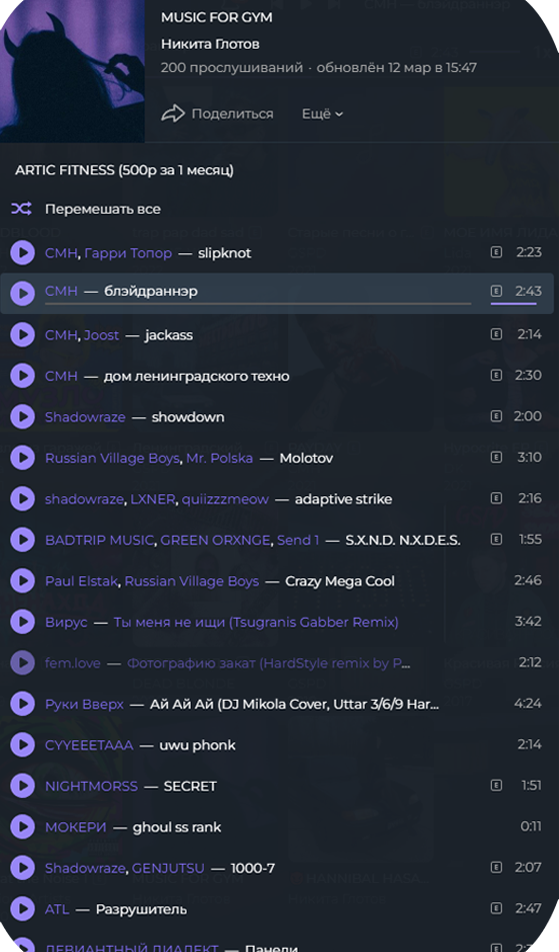 MUSIC FOR GYM
Никита Глотов
200 прослушиваний · обновлён 12 мар в 15:47
Поделиться Ещё
ARTIC FITNESS (500р за 1 месяц)
Перемешать все
СМН, Гарри Топор — slipknot E 2:23
СМН — блэйдраннэр E 2:43
СМН, Joost — jackass E 2:14
СМН — дом ленинградского техно E 2:30
Shadowraze — showdown E 2:00
Russian Village Boys, Mr. Polska — Molotov E 3:10
shadowraze, LXNER, quiizzzmeow — adaptive strike E 2:16
BADTRIP MUSIC, GREEN ORXNGE, Send 1 — S.X.N.D. N.X.D.E.S. E 1:55
Paul Elstak, Russian Village Boys — Crazy Mega Cool 2:46
Вирус — Ты меня не ищи (Tsugranis Gabber Remix) 3:42
fem.love — Фотографирую закат (HardStyle remix by P... 2:12
Руки Вверх — Ай Ай Ай (DJ Mikola Cover, Uttar 3/6/9 Har... 4:24
CYYEEETAAA — uwu phonk 2:14
NIGHTMORSS — SECRET E 1:51
МОКЕРИ — ghoul ss rank 0:11
Shadowraze, GENJUTSU — 1000-7 E 2:07
ATL — Разрушитель E 2:47
ДЕВИАНТНЫЙ ДИАЛЕКТ — Панели